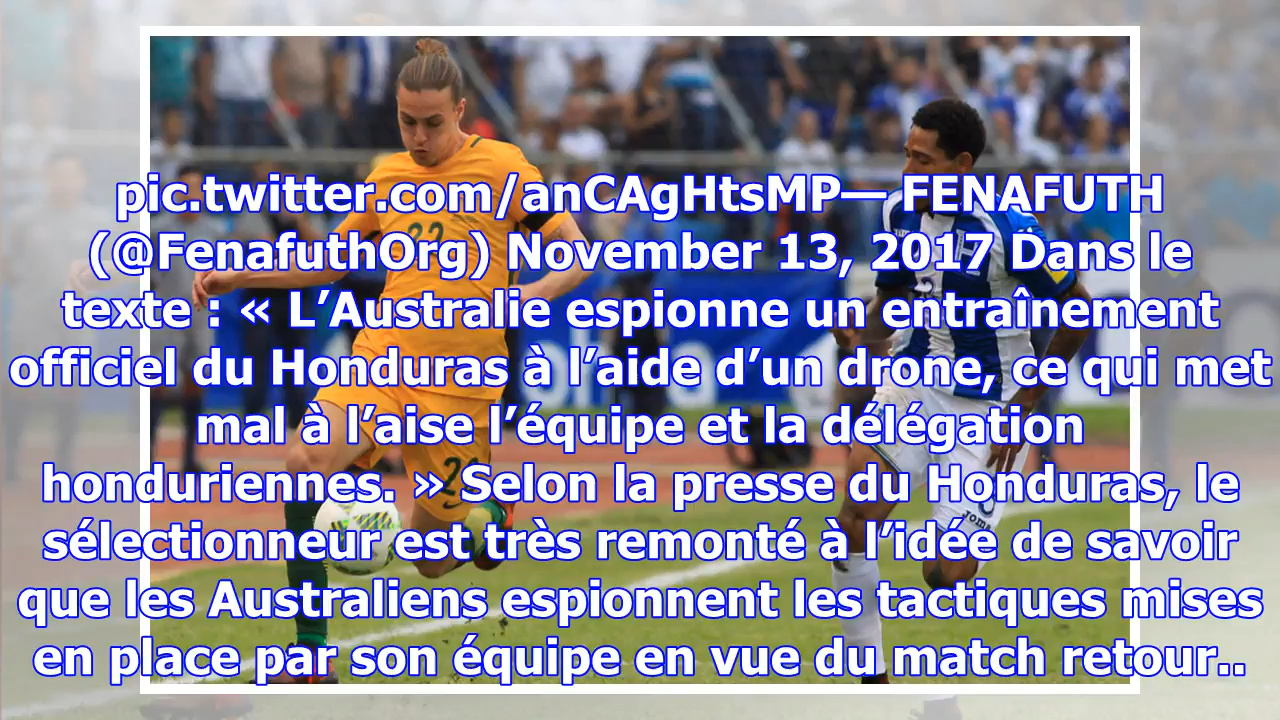 pic.twitter.com/anCAgHtsMP— FENAFUTH
(@FenafuthOrg) November 13, 2017 Dans le
texte : « L’Australie espionne un entraînement
officiel du Honduras à l’aide d’un drone, ce qui met
mal à l’aise l’équipe et la délégation
honduriennes. » Selon la presse du Honduras, le
sélectionneur est très remonté à l’idée de savoir
que les Australiens espionnent les tactiques mises
en place par son équipe en vue du match retour..
22
Joma